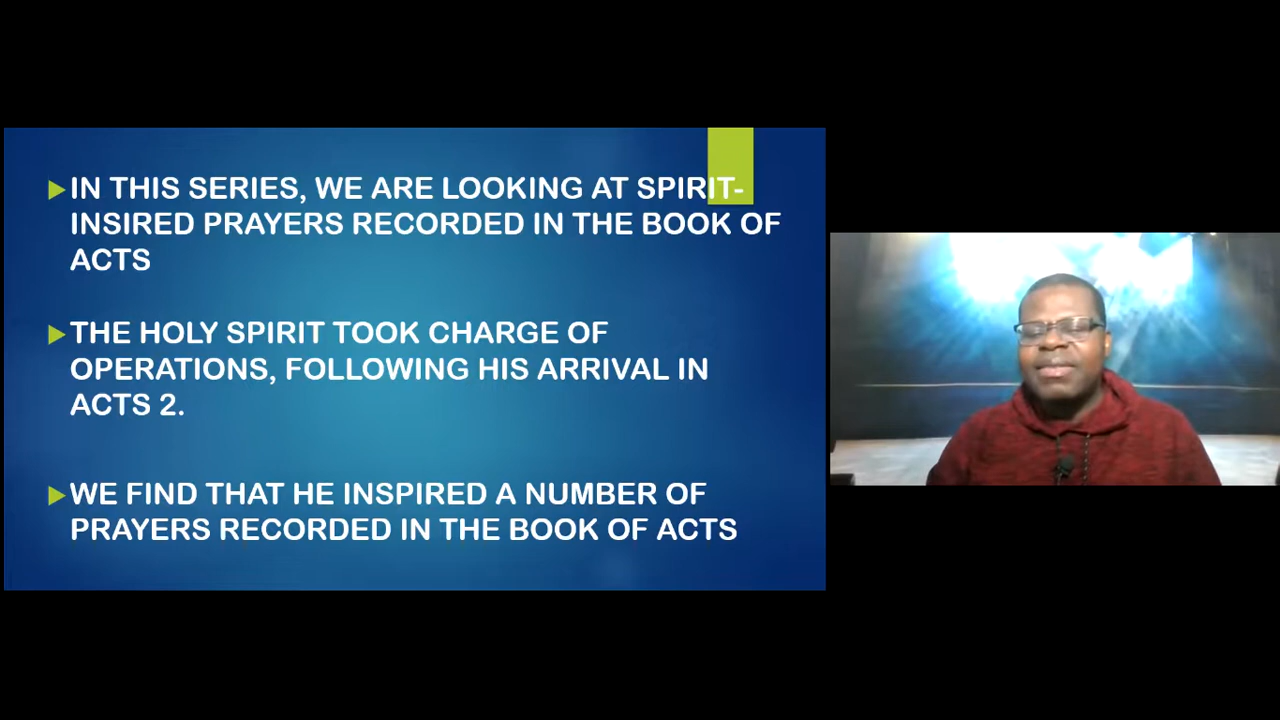 IN THIS SERIES, WE ARE LOOKING AT SPIRIT-
INSIRED PRAYERS RECORDED IN THE BOOK OF
ACTS
THE HOLY SPIRIT TOOK CHARGE OF
OPERATIONS, FOLLOWING HIS ARRIVAL IN
ACTS 2.
WE FIND THAT HE INSPIRED A NUMBER OF
PRAYERS RECORDED IN THE BOOK OF ACTS